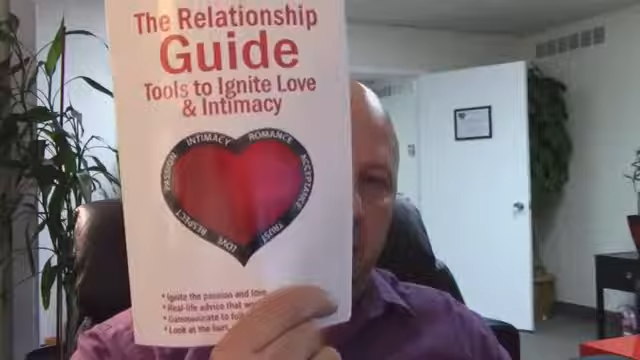 The Relationship
Guide
Tools to Ignite Love
& Intimacy
INTIMACY
ROMANCE
PASSION
ACCEPTANCE
RESPECT
LOVE
TRUST
• Ignite the passion and love
• Real-life advice that
• Communicate to
• Look at the